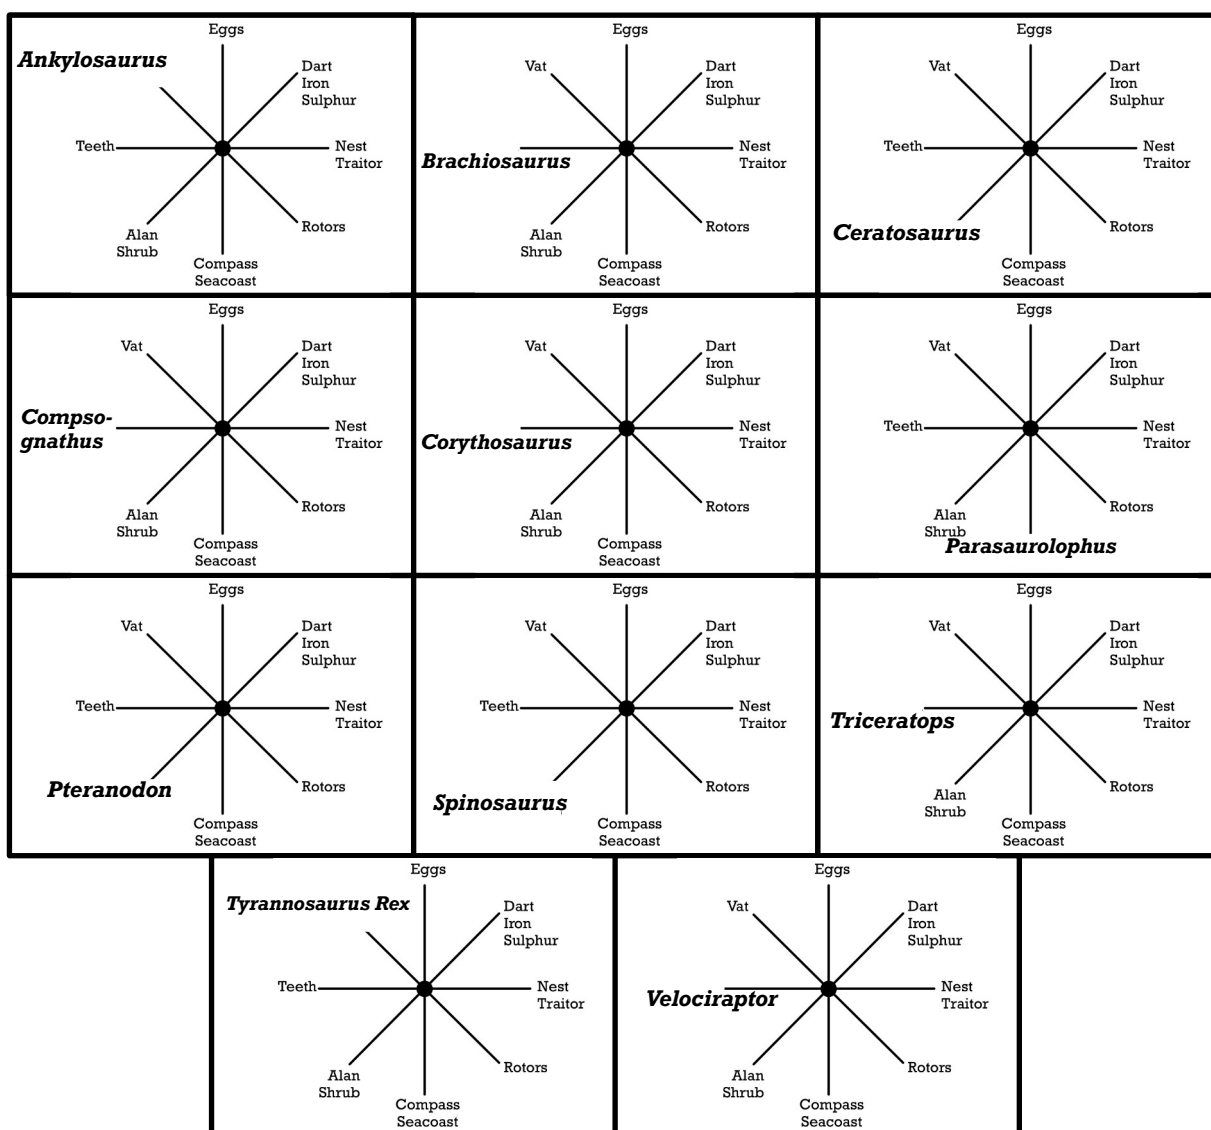 Eggs
Ankylosaurus
Dart
Iron
Sulphur
Teeth
Nest
Traitor
Alan
Shrub
Rotors
Compass
Seacoast
Eggs
Vat
Dart
Iron
Sulphur
Brachiosaurus
Nest
Traitor
Alan
Shrub
Rotors
Compass
Seacoast
Eggs
Vat
Dart
Iron
Sulphur
Teeth
Nest
Traitor
Ceratosaurus
Rotors
Compass
Seacoast
Eggs
Vat
Dart
Iron
Sulphur
Compso-
gnathus
Nest
Traitor
Alan
Shrub
Rotors
Compass
Seacoast
Eggs
Vat
Dart
Iron
Sulphur
Corythosaurus
Nest
Traitor
Alan
Shrub
Rotors
Compass
Seacoast
Eggs
Vat
Dart
Iron
Sulphur
Teeth
Nest
Traitor
Alan
Shrub
Rotors
Parasaurolophus
Eggs
Vat
Dart
Iron
Sulphur
Teeth
Nest
Traitor
Pteranodon
Rotors
Compass
Seacoast
Eggs
Vat
Dart
Iron
Sulphur
Teeth
Nest
Traitor
Spinosaurus
Rotors
Compass
Seacoast
Eggs
Vat
Dart
Iron
Sulphur
Triceratops
Nest
Traitor
Alan
Shrub
Rotors
Compass
Seacoast
Eggs
Tyrannosaurus Rex
Dart
Iron
Sulphur
Teeth
Nest
Traitor
Alan
Shrub
Rotors
Compass
Seacoast
Eggs
Vat
Dart
Iron
Sulphur
Velociraptor
Nest
Traitor
Alan
Shrub
Rotors
Compass
Seacoast